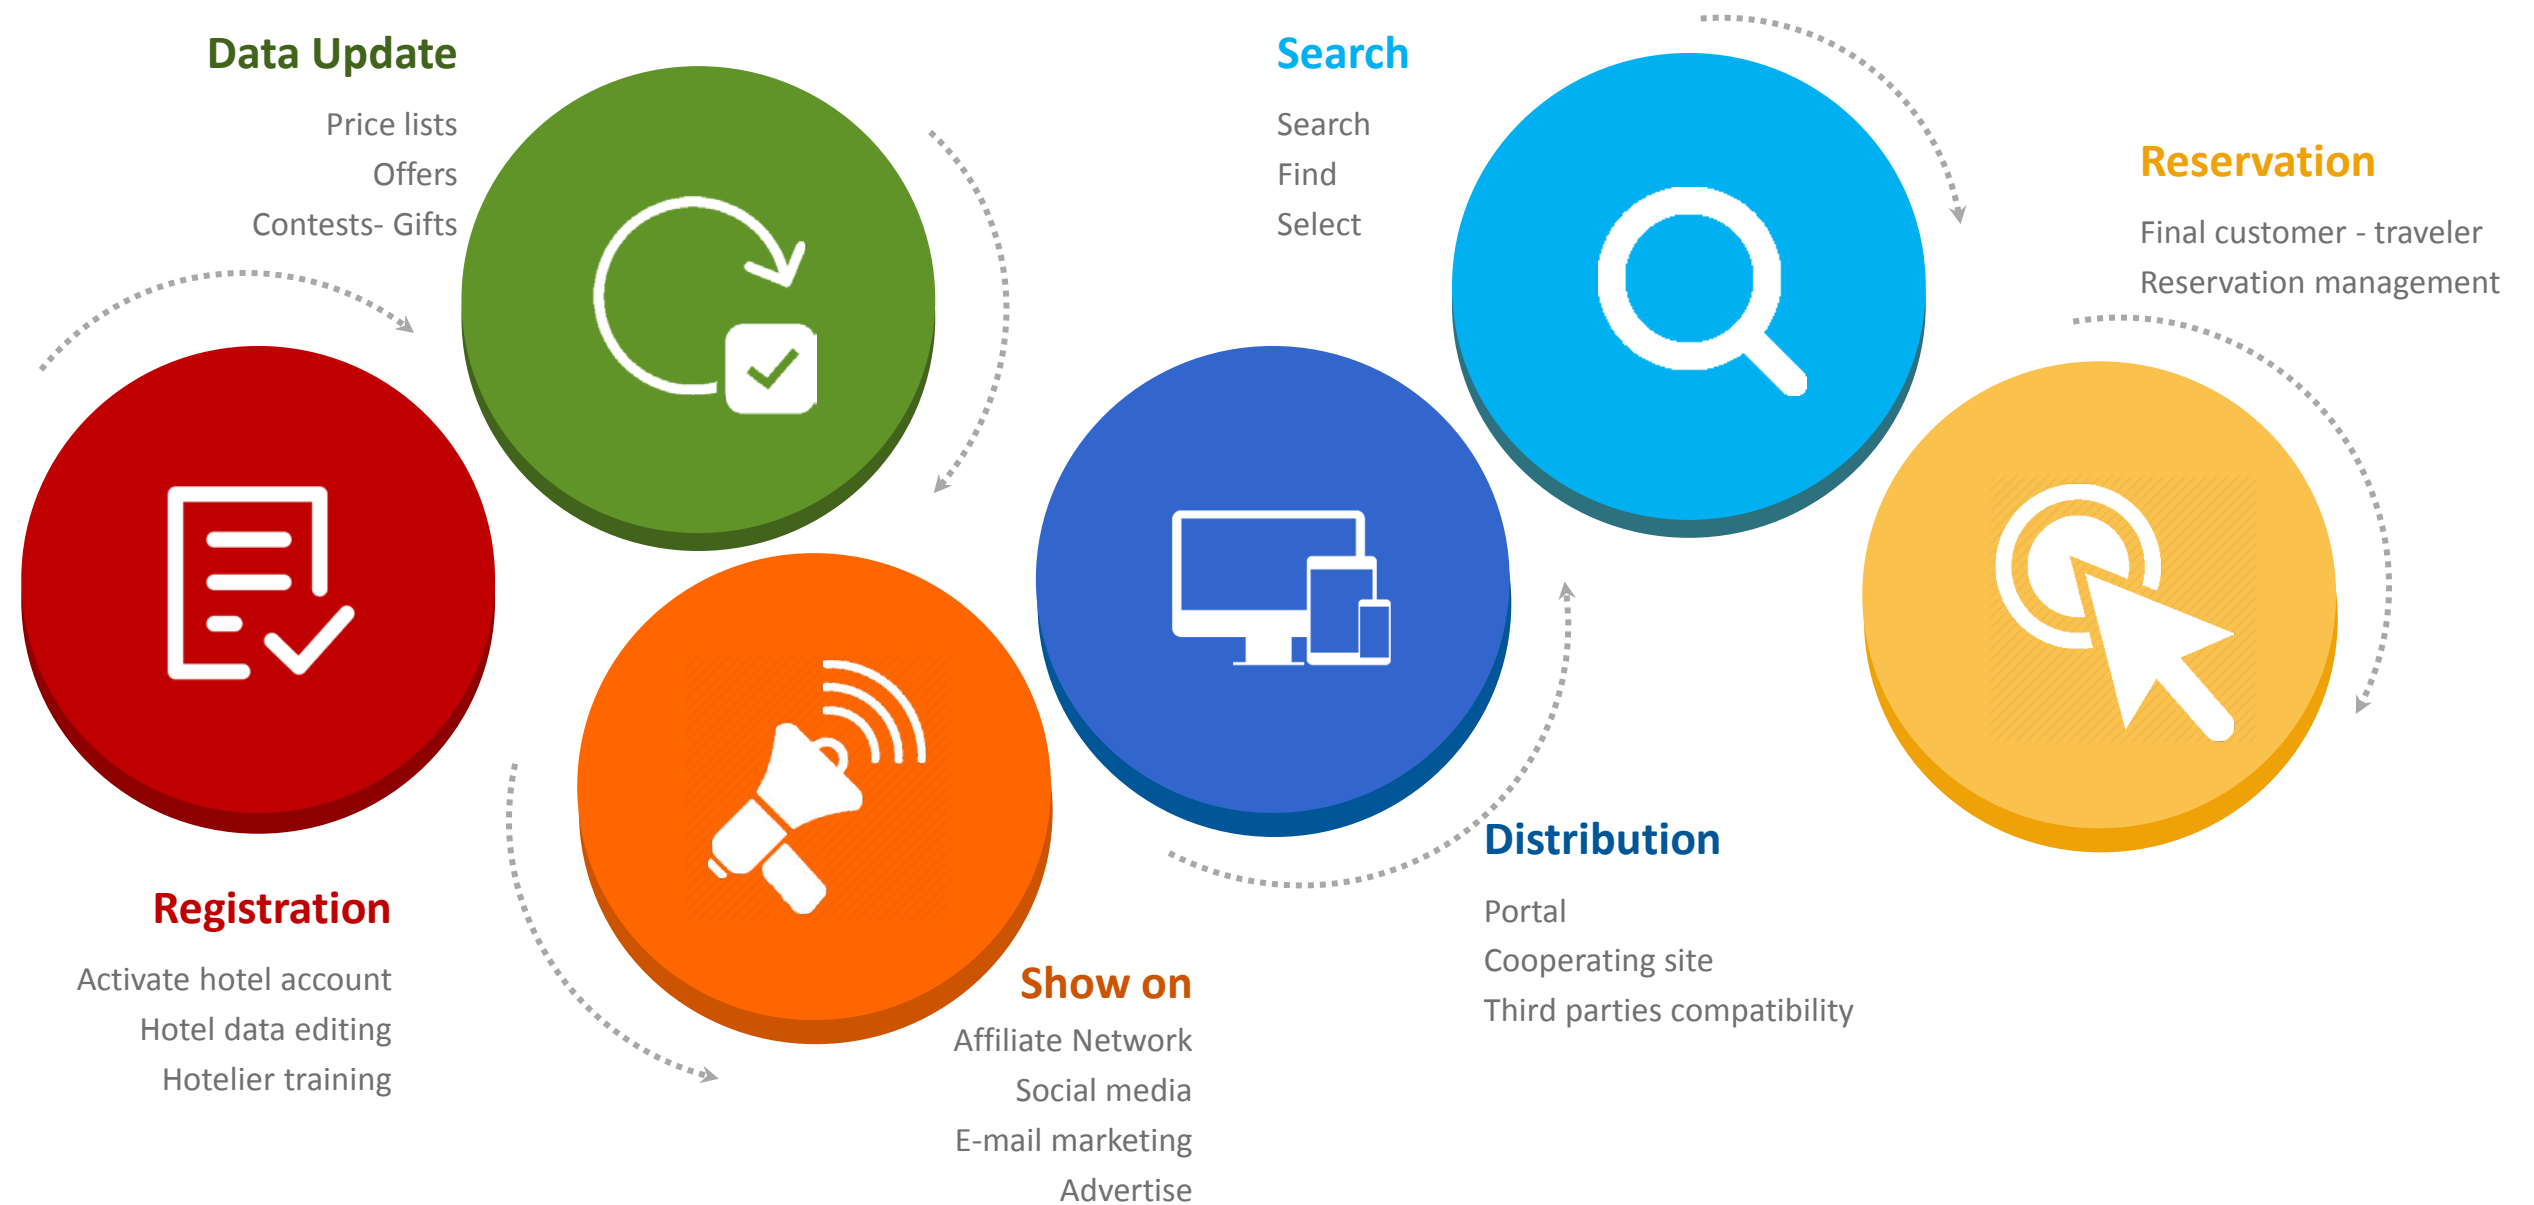 Data Update
Price lists
Offers
Contests- Gifts
Search
Search
Find
Select
Reservation
Final customer - traveler
Reservation management
Registration
Activate hotel account
Hotel data editing
Hotelier training
Show on
Affiliate Network
Social media
E-mail marketing
Advertise
Distribution
Portal
Cooperating site
Third parties compatibility